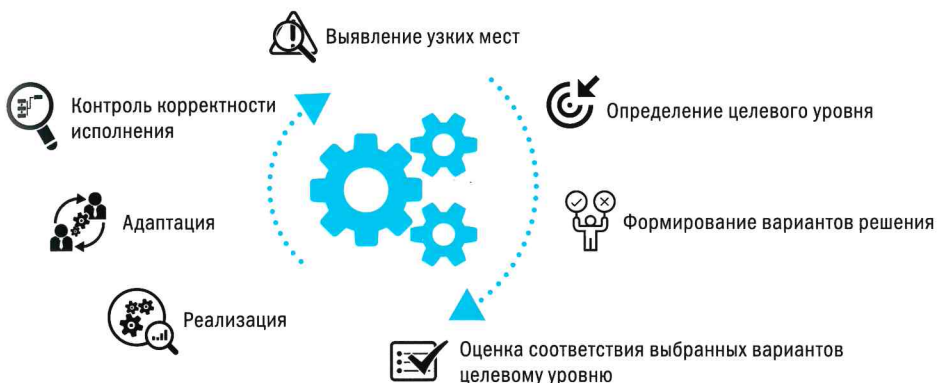 Выявление узких мест
Определение целевого уровня
Формирование вариантов решения
Оценка соответствия выбранных вариантов
целевому уровню
Реализация
Адаптация
Контроль корректности
исполнения